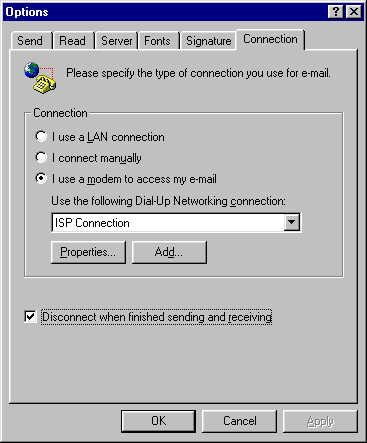 Options
Send Read Server Fonts Signature Connection
Please specify the type of connection you use for e-mail.
Connection
I use a LAN connection
I connect manually
I use a modem to access my e-mail
Use the following Dial-Up Networking connection:
ISP Connection
Properties... Add...
Disconnect when finished sending and receiving
OK Cancel Apply